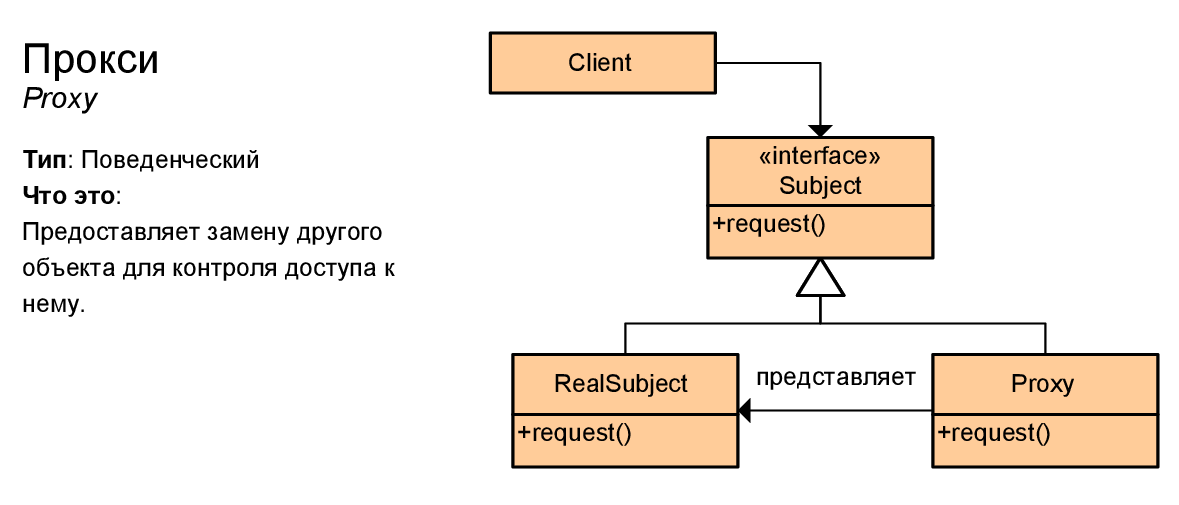 Прокси
Proxy
Тип: Поведенческий
Что это:
Предоставляет замену другого
объекта для контроля доступа к
нему.
Client
«interface»
Subject
+request()
RealSubject
+request()
представляет
Proxy
+request()